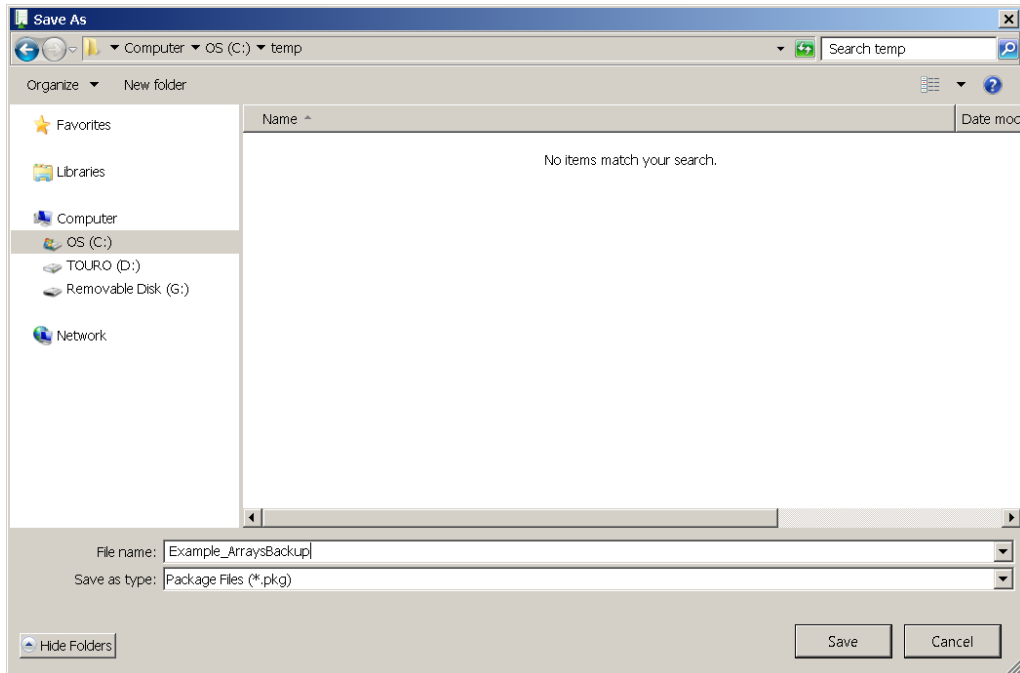 Save As
Computer OS (C:) temp
Search temp
Organize New folder
Name Date mod
No items match your search.
Favorites
Libraries
Computer
OS (C:)
TOURO (D:)
Removable Disk (G:)
Network
File name: Example_ArraysBackup
Save as type: Package Files (*.pkg)
Hide Folders Save Cancel